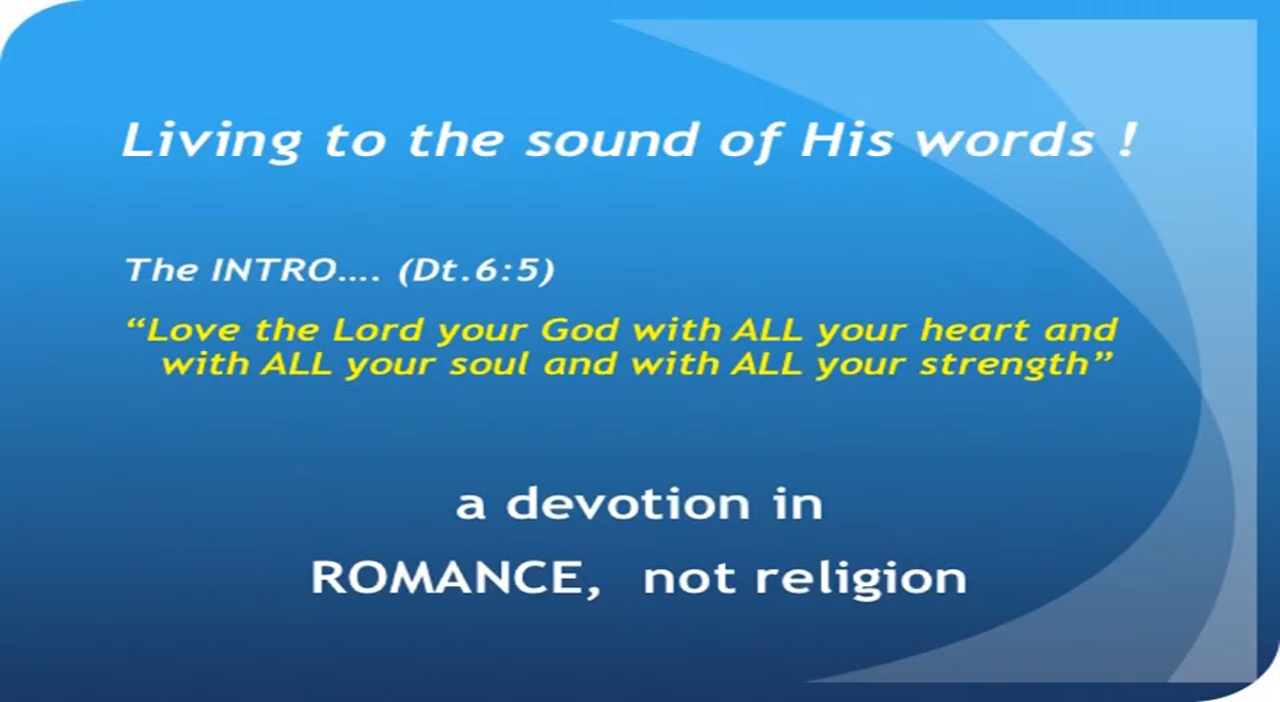 Living to the sound of His words !
The INTRO.... (Dt.6:5)
“Love the Lord your God with ALL your heart and
with ALL your soul and with ALL your strength”
a devotion in
ROMANCE, not religion